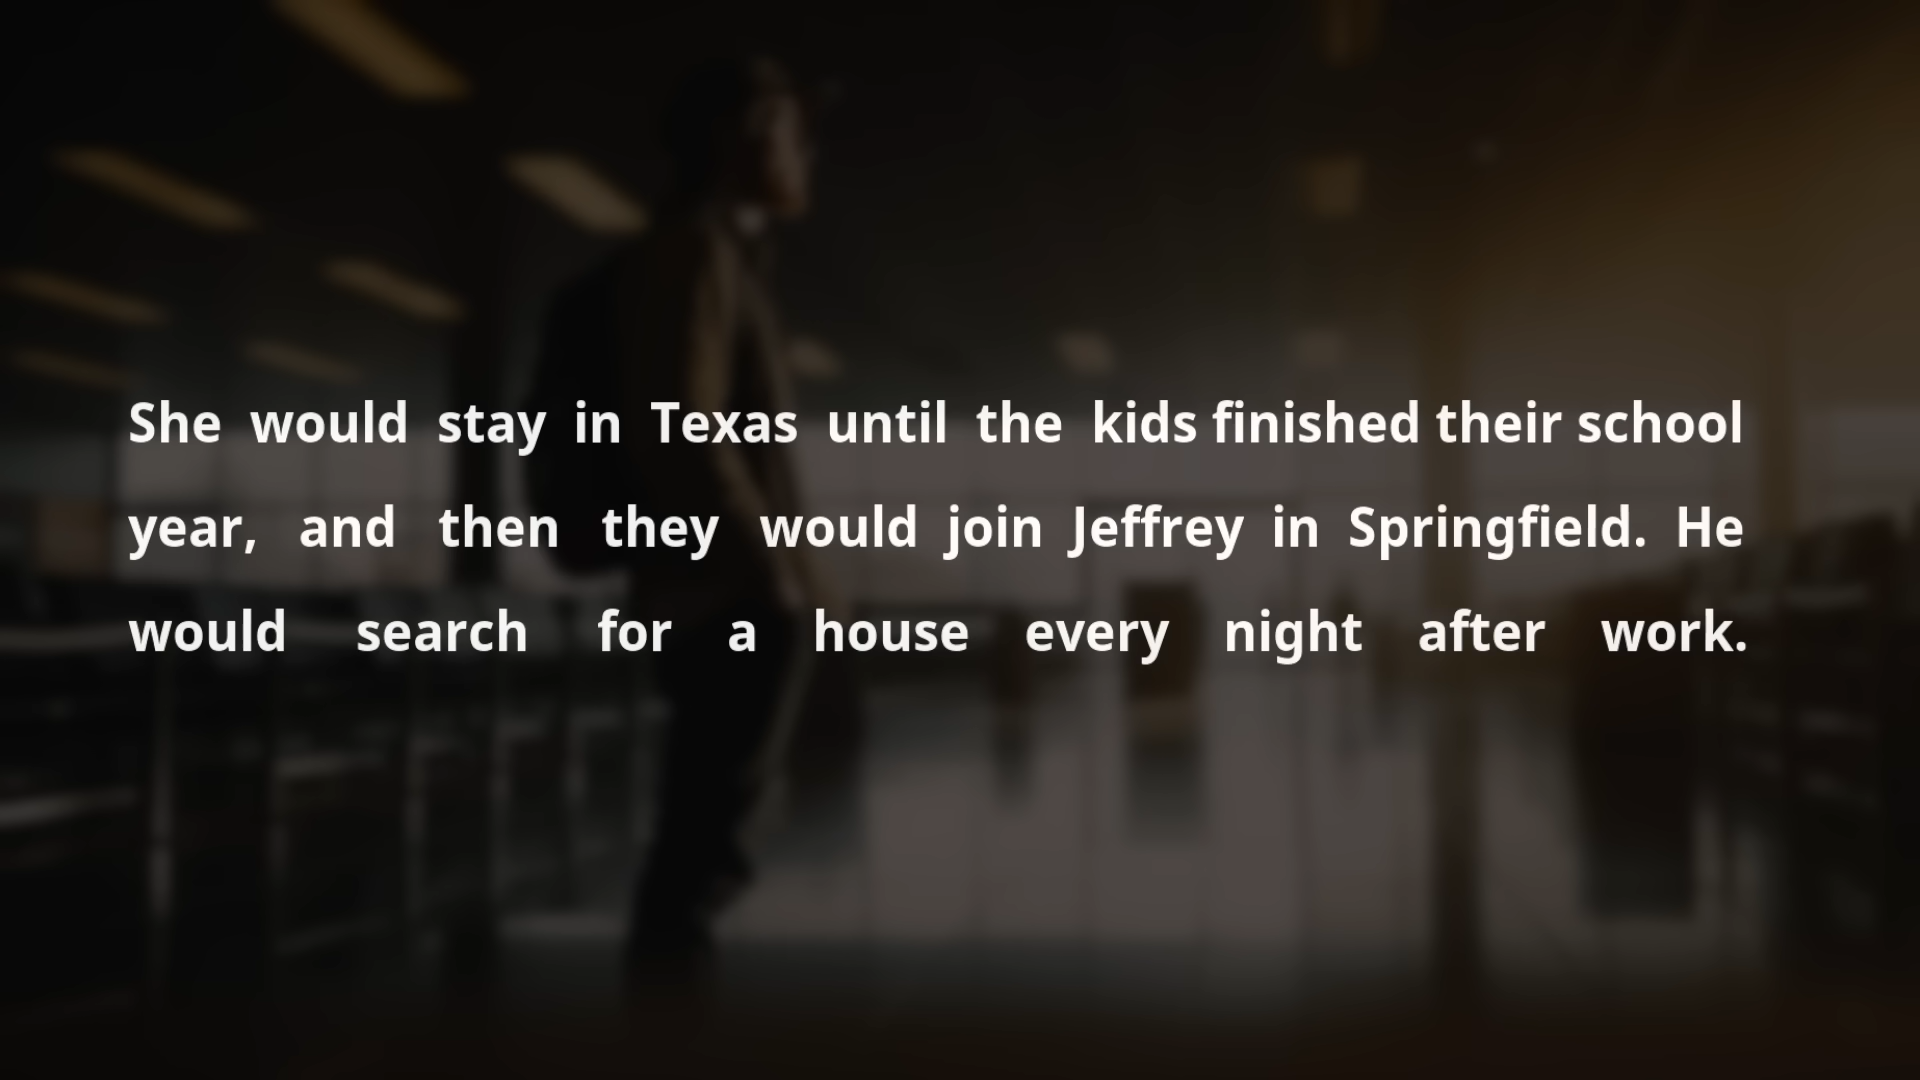 She would stay in Texas until the kids finished their school
year, and then they would join Jeffrey in Springfield. He
would search for a house every night after work.